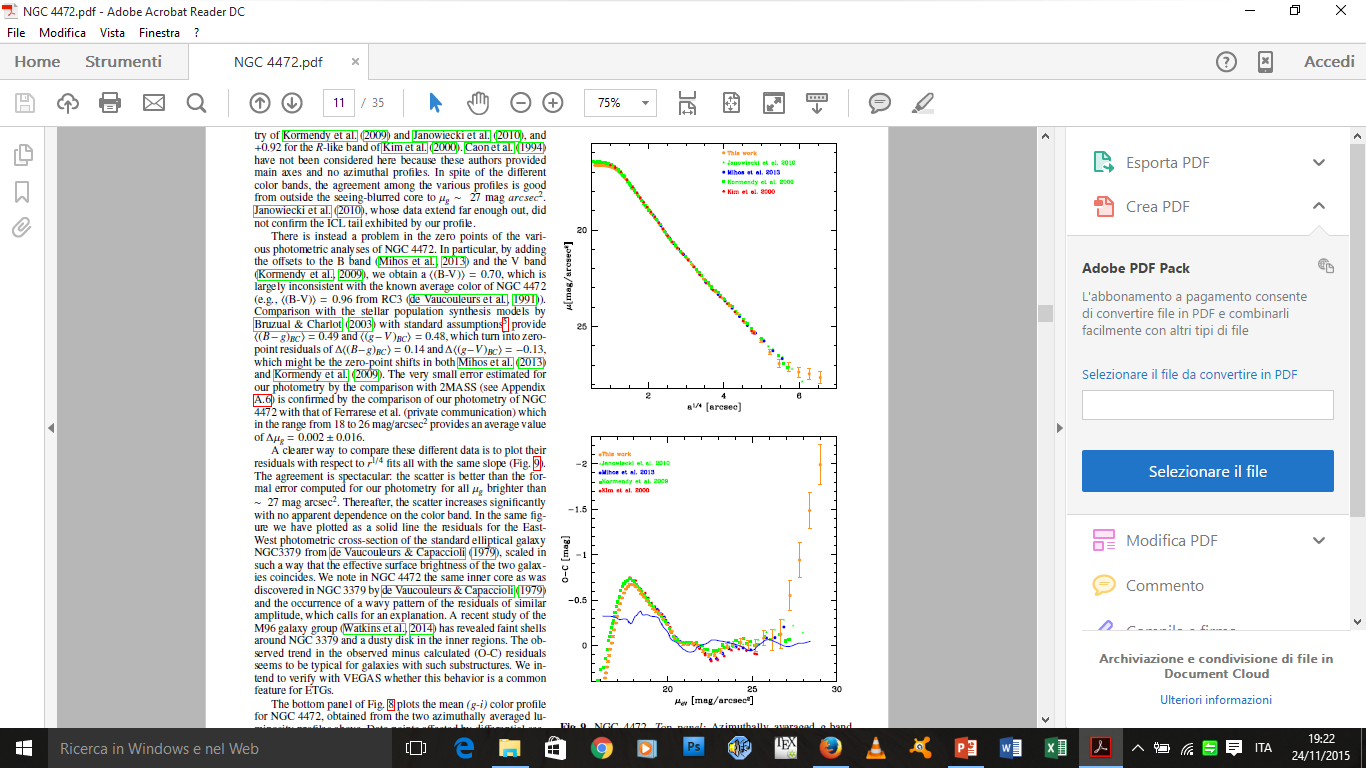 NGC 4472.pdf - Adobe Acrobat Reader DC
File Modifica Vista Finestra ?
Home Strumenti NGC 4472.pdf × ? Accedi
11 / 35 75%
try of Kormendy et al. (2009) and Janowiecki et al. (2010), and
+0.92 for the R-like band of Kim et al. (2000). Caon et al. (1994)
have not been considered here because these authors provided
main axes and no azimuthal profiles. In spite of the different
color bands, the agreement among the various profiles is good
from outside the seeing-blurred core to μg ~ 27 mag arcsec².
Janowiecki et al. (2010), whose data extend far enough out, did
not confirm the ICL tail exhibited by our profile.
There is instead a problem in the zero points of the vari-
ous photometric analyses of NGC 4472. In particular, by adding
the offsets to the B band (Mihos et al., 2013) and the V band
(Kormendy et al., 2009), we obtain a ⟨(B-V)⟩ = 0.70, which is
largely inconsistent with the known average color of NGC 4472
(e.g., ⟨(B-V)⟩ = 0.96 from RC3 (de Vaucouleurs et al., 1991)).
Comparison with the stellar population synthesis models by
Bruzual & Charlot (2003) with standard assumptions⁵ provide
⟨(B − g)BC⟩ = 0.49 and ⟨(g − V)BC⟩ = 0.48, which turn into zero-
point residuals of Δ⟨(B−g)BC⟩ = 0.14 and Δ⟨(g−V)BC⟩ = −0.13,
which might be the zero-point shifts in both Mihos et al. (2013)
and Kormendy et al. (2009). The very small error estimated for
our photometry by the comparison with 2MASS (see Appendix
A.6) is confirmed by the comparison of our photometry of NGC
4472 with that of Ferrarese et al. (private communication) which
in the range from 18 to 26 mag/arcsec² provides an average value
of Δμg = 0.002 ± 0.016.
A clearer way to compare these different data is to plot their
residuals with respect to r1/4 fits all with the same slope (Fig. 9).
The agreement is spectacular: the scatter is better than the for-
mal error computed for our photometry for all μg brighter than
~ 27 mag arcsec². Thereafter, the scatter increases significantly
with no apparent dependence on the color band. In the same fig-
ure we have plotted as a solid line the residuals for the East-
West photometric cross-section of the standard elliptical galaxy
NGC3379 from de Vaucouleurs & Capaccioli (1979), scaled in
such a way that the effective surface brightness of the two galax-
ies coincides. We note in NGC 4472 the same inner core as was
discovered in NGC 3379 by de Vaucouleurs & Capaccioli (1979)
and the occurrence of a wavy pattern of the residuals of similar
amplitude, which calls for an explanation. A recent study of the
M96 galaxy group (Watkins et al., 2014) has revealed faint shells
around NGC 3379 and a dusty disk in the inner regions. The ob-
served trend in the observed minus calculated (O-C) residuals
seems to be typical for galaxies with such substructures. We in-
tend to verify with VEGAS whether this behavior is a common
feature for ETGs.
The bottom panel of Fig. 8 plots the mean (g-i) color profile
for NGC 4472, obtained from the two azimuthally averaged lu-
This work
Janowiecki et al. 2010
Mihos et al. 2013
Kormendy et al. 2009
Kim et al. 2000
μ[mag/arcsec²]
20
25
2 4 6
a1/4 [arcsec]
This work
Janowiecki et al. 2010
Mihos et al. 2013
Kormendy et al. 2009
Kim et al. 2000
O-C [mag]
−2
−1.5
−1
−0.5
0
20 25 30
[mag/arcsec²]
Fig. 9. NGC 4472. Top panel: Azimuthally averaged g-band
Esporta PDF
Crea PDF
Adobe PDF Pack
L'abbonamento a pagamento consente
di convertire file in PDF e combinarli
facilmente con altri tipi di file
Selezionare il file da convertire in PDF
Selezionare il file
Modifica PDF
Commento
Compila e firma
Archiviazione e condivisione di file in
Document Cloud
Ulteriori informazioni
Ricerca in Windows e nel Web
ITA
19:22
24/11/2015